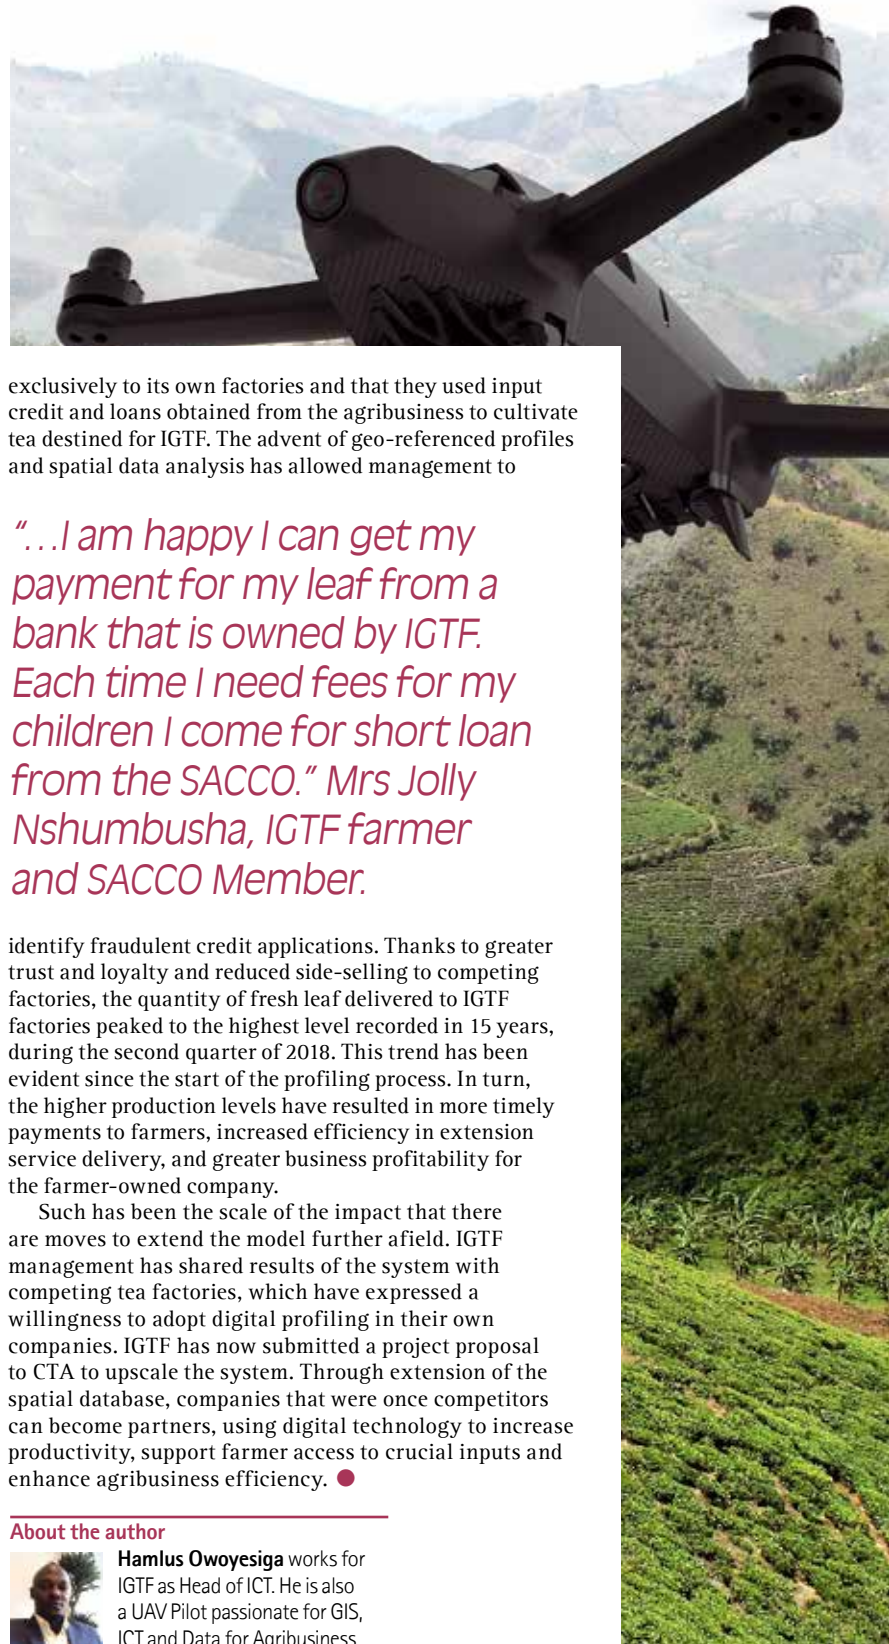 exclusively to its own factories and that they used input
credit and loans obtained from the agribusiness to cultivate
tea destined for IGTF. The advent of geo-referenced profiles
and spatial data analysis has allowed management to
“…I am happy I can get my
payment for my leaf from a
bank that is owned by IGTF.
Each time I need fees for my
children I come for short loan
from the SACCO.” Mrs Jolly
Nshumbusha, IGTF farmer
and SACCO Member.
identify fraudulent credit applications. Thanks to greater
trust and loyalty and reduced side-selling to competing
factories, the quantity of fresh leaf delivered to IGTF
factories peaked to the highest level recorded in 15 years,
during the second quarter of 2018. This trend has been
evident since the start of the profiling process. In turn,
the higher production levels have resulted in more timely
payments to farmers, increased efficiency in extension
service delivery, and greater business profitability for
the farmer-owned company.
Such has been the scale of the impact that there
are moves to extend the model further afield. IGTF
management has shared results of the system with
competing tea factories, which have expressed a
willingness to adopt digital profiling in their own
companies. IGTF has now submitted a project proposal
to CTA to upscale the system. Through extension of the
spatial database, companies that were once competitors
can become partners, using digital technology to increase
productivity, support farmer access to crucial inputs and
enhance agribusiness efficiency. ●
About the author
Hamlus Owoyesiga works for
IGTF as Head of ICT. He is also
a UAV Pilot passionate for GIS,
ICT and Data for Agribusiness